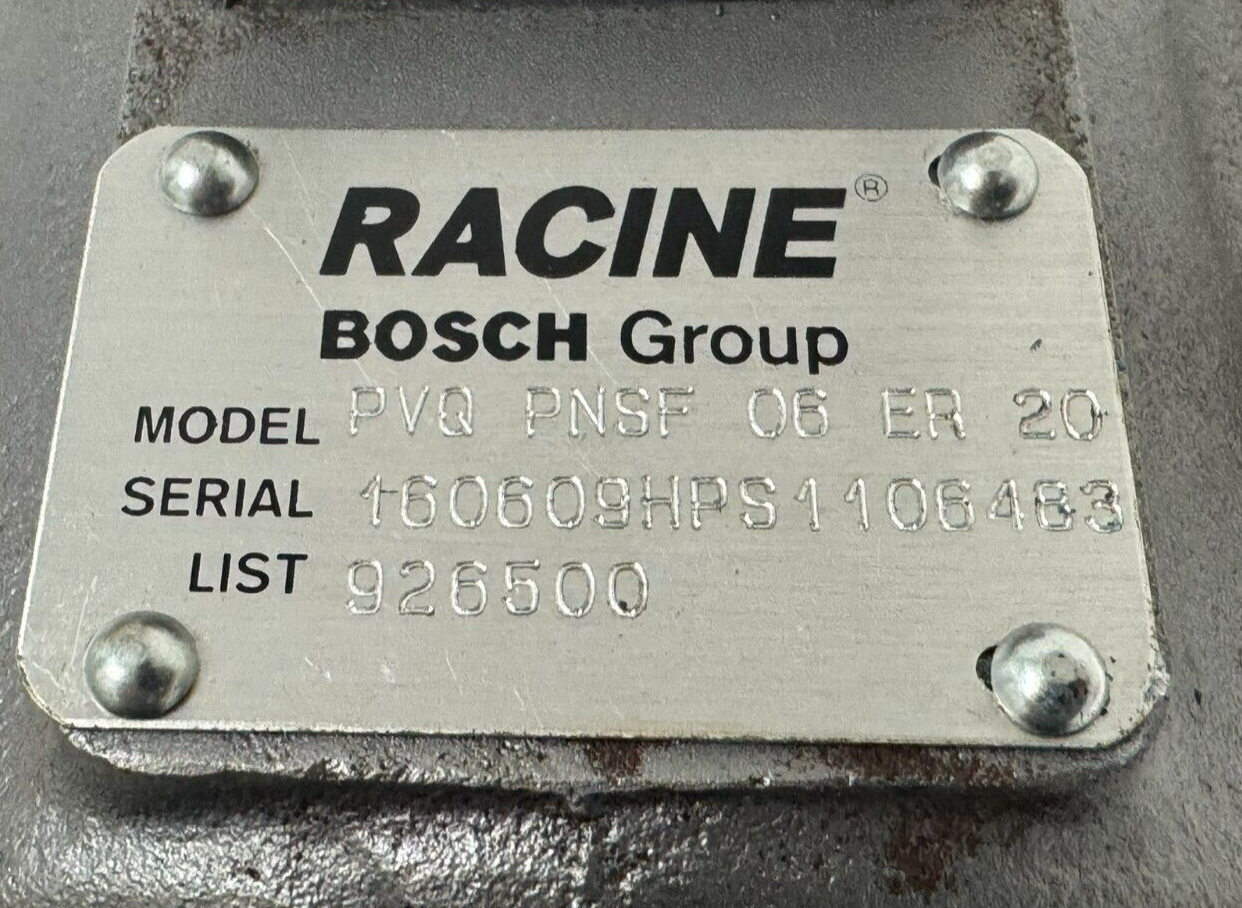 RACINE®
BOSCH Group
MODEL PVQ PNSF 06 ER 20
SERIAL 160609HPS1106483
LIST 926500